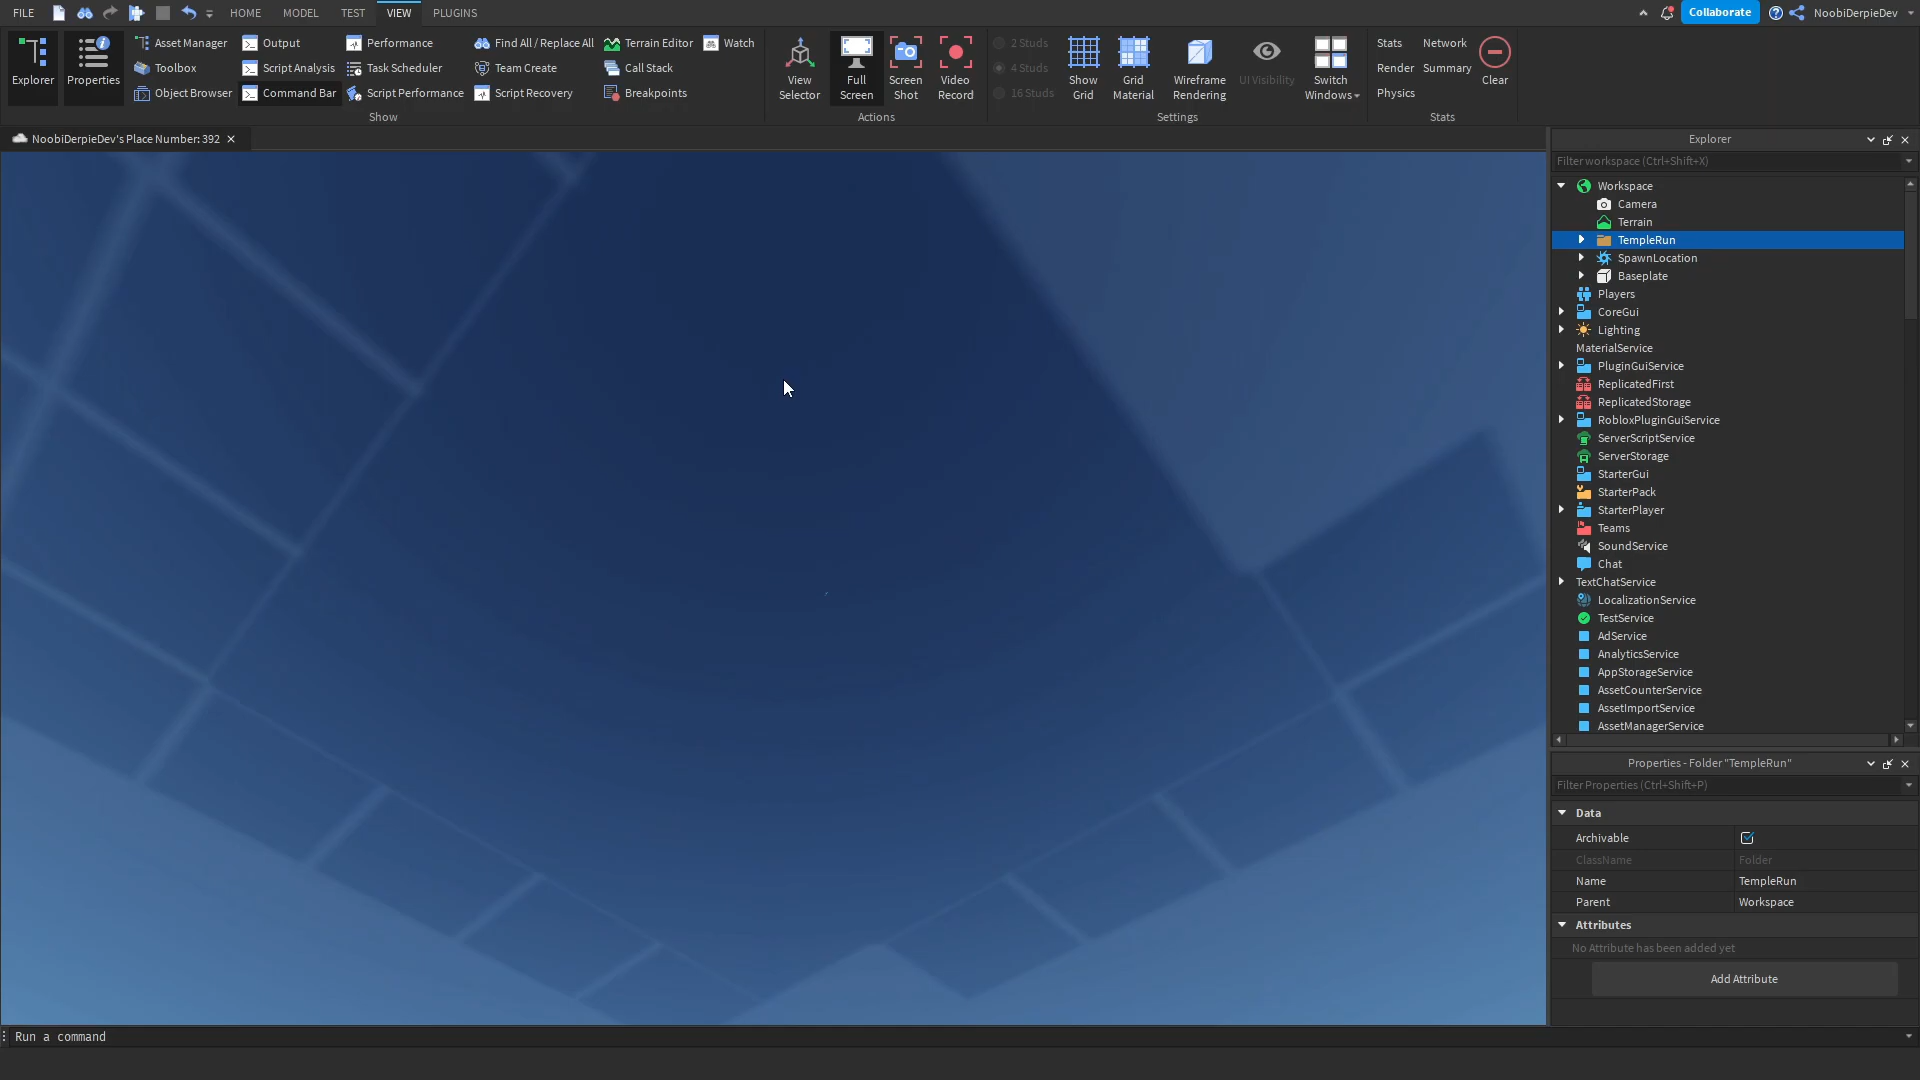 FILE HOME MODEL TEST VIEW PLUGINS Collaborate NoobiDerpieDev
Explorer
Properties
Asset Manager
Toolbox
Object Browser
Output
Script Analysis
Command Bar
Performance
Task Scheduler
Script Performance
Find All / Replace All
Team Create
Script Recovery
Terrain Editor
Call Stack
Breakpoints
Watch
Show
View
Selector
Full
Screen
Screen
Shot
Video
Record
Actions
2 Studs
4 Studs
16 Studs
Show
Grid
Grid
Material
Wireframe
Rendering
UI Visibility
Switch
Windows
Settings
Stats
Render
Physics
Network
Summary
Clear
Stats
NoobiDerpieDev's Place Number: 392
Explorer
Filter workspace (Ctrl+Shift+X)
Workspace
Camera
Terrain
TempleRun
SpawnLocation
Baseplate
Players
CoreGui
Lighting
MaterialService
PluginGuiService
ReplicatedFirst
ReplicatedStorage
RobloxPluginGuiService
ServerScriptService
ServerStorage
StarterGui
StarterPack
StarterPlayer
Teams
SoundService
Chat
TextChatService
LocalizationService
TestService
AdService
AnalyticsService
AppStorageService
AssetCounterService
AssetImportService
AssetManagerService
Properties - Folder "TempleRun"
Filter Properties (Ctrl+Shift+P)
Data
Archivable
ClassName Folder
Name TempleRun
Parent Workspace
Attributes
No Attribute has been added yet
Add Attribute
Run a command